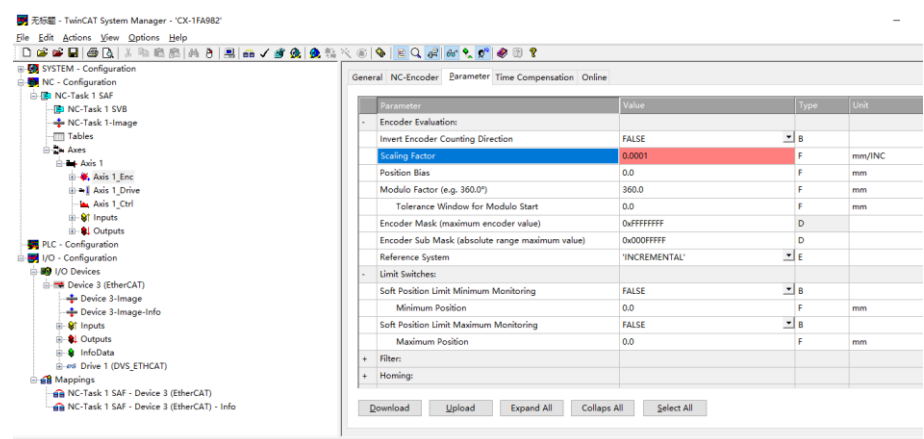 无标题 - TwinCAT System Manager - 'CX-1FA982'
File Edit Actions View Options Help
SYSTEM - Configuration
NC - Configuration
NC-Task 1 SAF
NC-Task 1 SVB
NC-Task 1-Image
Tables
Axes
Axis 1
Axis 1_Enc
Axis 1_Drive
Axis 1_Ctrl
Inputs
Outputs
PLC - Configuration
I/O - Configuration
I/O Devices
Device 3 (EtherCAT)
Device 3-Image
Device 3-Image-Info
Inputs
Outputs
InfoData
Drive 1 (DVS_ETHCAT)
Mappings
NC-Task 1 SAF - Device 3 (EtherCAT)
NC-Task 1 SAF - Device 3 (EtherCAT) - Info
General NC-Encoder Parameter Time Compensation Online
Parameter Value Type Unit
- Encoder Evaluation:
Invert Encoder Counting Direction FALSE B
Scaling Factor 0.0001 F mm/INC
Position Bias 0.0 F mm
Modulo Factor (e.g. 360.0°) 360.0 F mm
Tolerance Window for Modulo Start 0.0 F mm
Encoder Mask (maximum encoder value) 0xFFFFFFFF D
Encoder Sub Mask (absolute range maximum value) 0x000FFFFF D
Reference System 'INCREMENTAL' E
- Limit Switches:
Soft Position Limit Minimum Monitoring FALSE B
Minimum Position 0.0 F mm
Soft Position Limit Maximum Monitoring FALSE B
Maximum Position 0.0 F mm
+ Filter:
+ Homing:
Download Upload Expand All Collaps All Select All